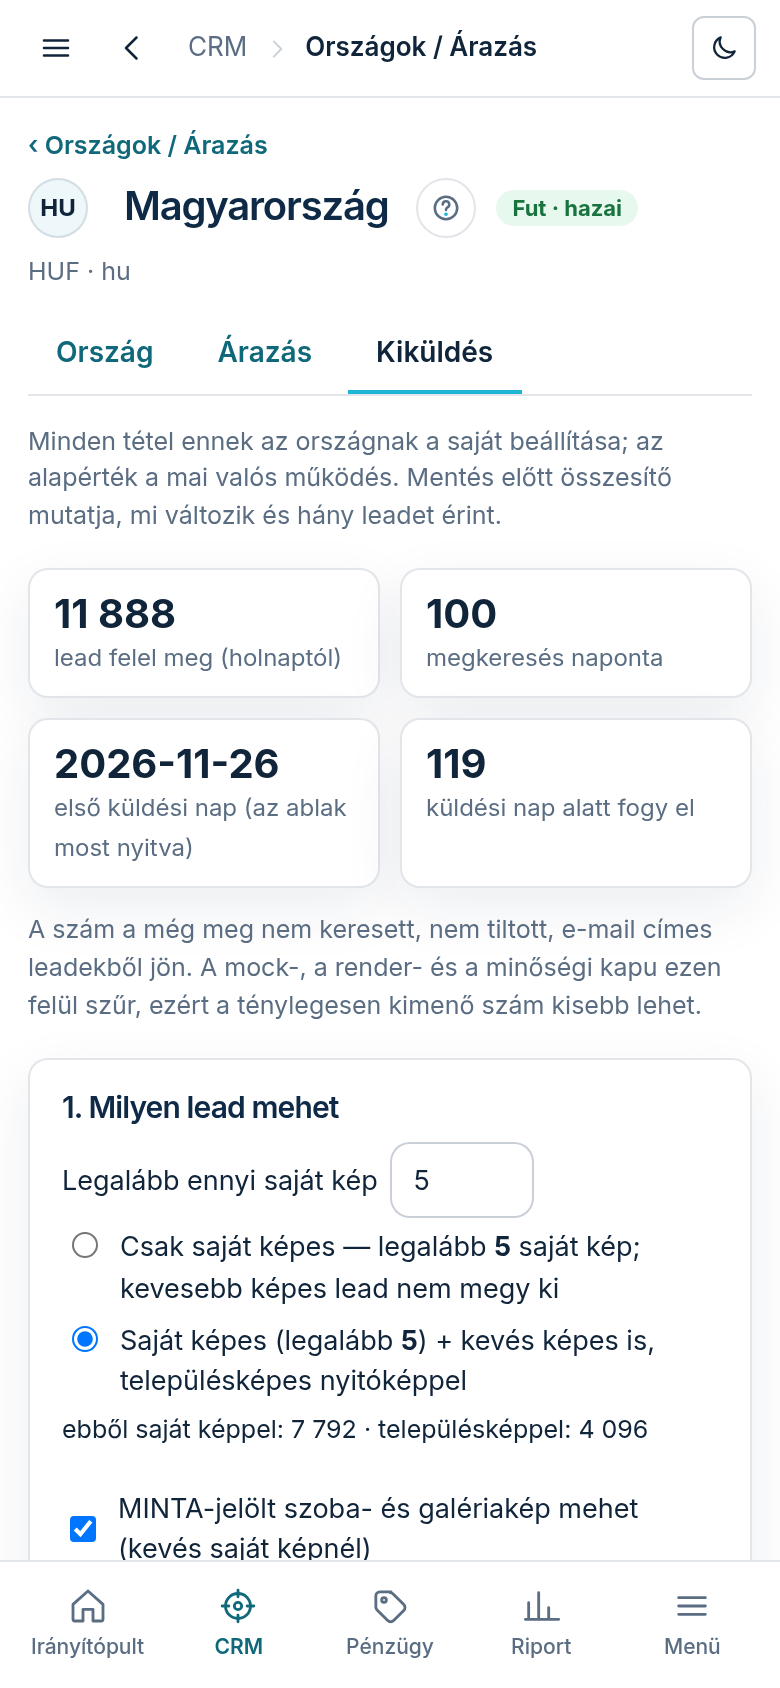 CRM > Országok / Árazás
‹ Országok / Árazás
HU Magyarország Fut · hazai
HUF · hu
Ország Árazás Kiküldés
Minden tétel ennek az országnak a saját beállítása; az
alapérték a mai valós működés. Mentés előtt összesítő
mutatja, mi változik és hány leadet érint.
11 888
lead felel meg (holnaptól)
100
megkeresés naponta
2026-11-26
első küldési nap (az ablak
most nyitva)
119
küldési nap alatt fogy el
A szám a még meg nem keresett, nem tiltott, e-mail címes
leadekből jön. A mock-, a render- és a minőségi kapu ezen
felül szűr, ezért a ténylegesen kimenő szám kisebb lehet.
1. Milyen lead mehet
Legalább ennyi saját kép 5
Csak saját képes — legalább 5 saját kép;
kevesebb képes lead nem megy ki
Saját képes (legalább 5) + kevés képes is,
településképes nyitóképpel
ebből saját képpel: 7 792 · településképpel: 4 096
MINTA-jelölt szoba- és galériakép mehet
(kevés saját képnél)
Irányítópult CRM Pénzügy Riport Menü